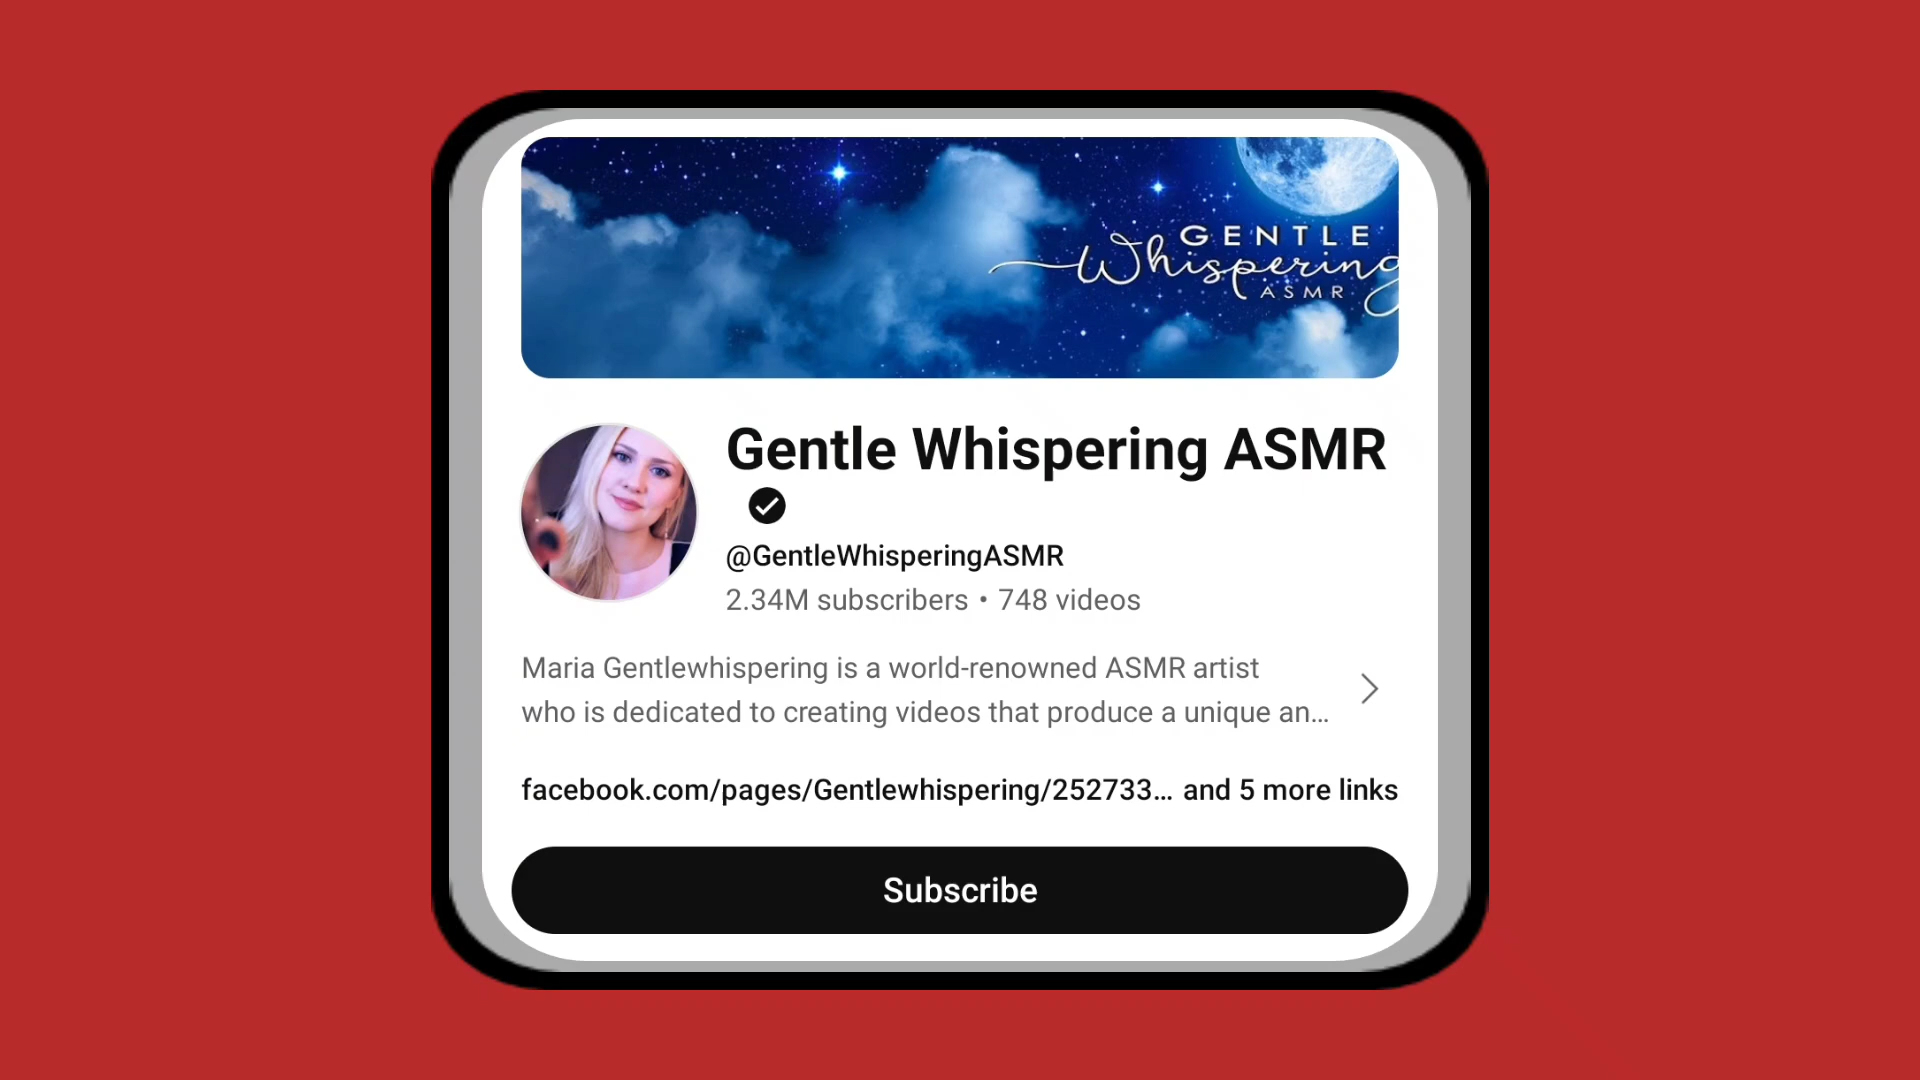 GENTLE
Whispering
ASMR
Gentle Whispering ASMR
@GentleWhisperingASMR
2.34M subscribers • 748 videos
Maria Gentlewhispering is a world-renowned ASMR artist
who is dedicated to creating videos that produce a unique an...
facebook.com/pages/Gentlewhispering/252733... and 5 more links
Subscribe